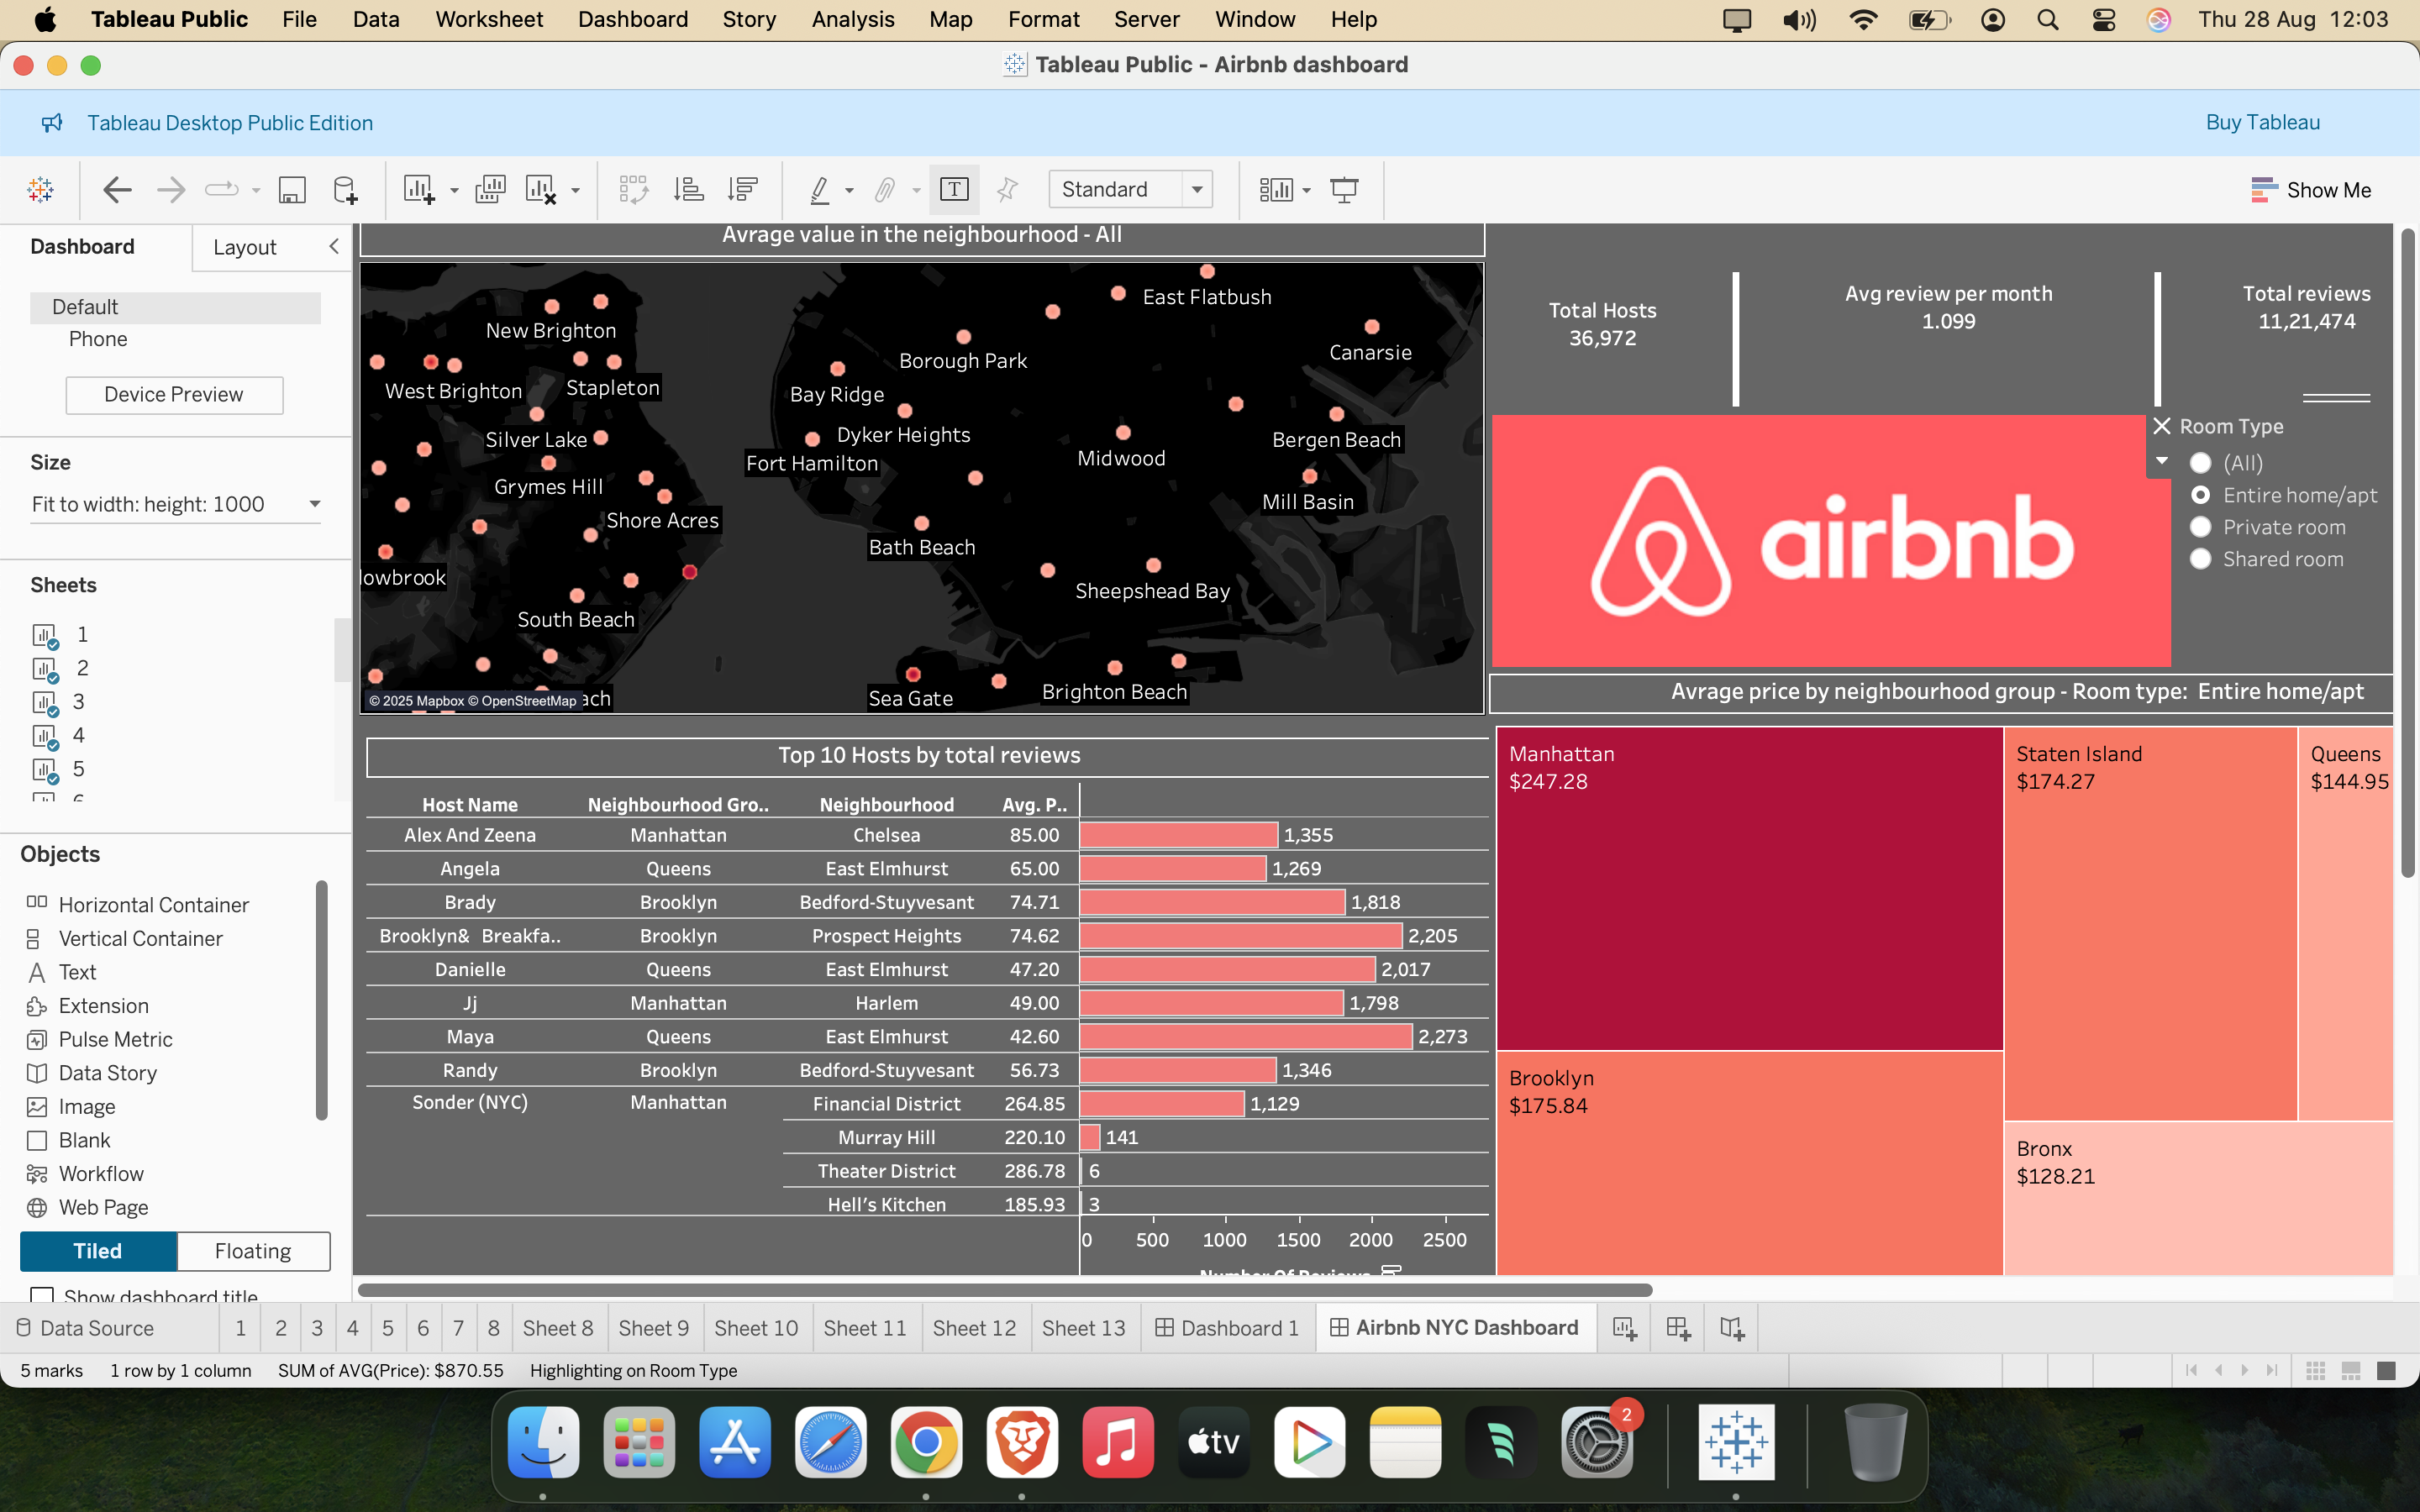 Tableau Public File Data Worksheet Dashboard Story Analysis Map Format Server Window Help Thu 28 Aug 12:03
Tableau Public - Airbnb dashboard
Tableau Desktop Public Edition Buy Tableau
T Standard Show Me
Dashboard Layout
Default
Phone
Device Preview
Size
Fit to width: height: 1000
Sheets
1
2
3
4
5
6
Objects
Horizontal Container
Vertical Container
Text
Extension
Pulse Metric
Data Story
Image
Blank
Workflow
Web Page
Tiled Floating
Show dashboard title
Avrage value in the neighbourhood - All
East Flatbush
New Brighton
Canarsie
Borough Park
West Brighton
Stapleton
Bay Ridge
Silver Lake
Dyker Heights
Bergen Beach
Fort Hamilton
Midwood
Grymes Hill
Mill Basin
Shore Acres
Bath Beach
lowbrook
Sheepshead Bay
South Beach
Sea Gate
Brighton Beach
ach
© 2025 Mapbox © OpenStreetMap
Total Hosts
36,972
Avg review per month
1.099
Total reviews
11,21,474
airbnb
Room Type
(All)
Entire home/apt
Private room
Shared room
Avrage price by neighbourhood group - Room type: Entire home/apt
Top 10 Hosts by total reviews
Host Name Neighbourhood Gro.. Neighbourhood Avg. P..
Alex And Zeena Manhattan Chelsea 85.00 1,355
Angela Queens East Elmhurst 65.00 1,269
Brady Brooklyn Bedford-Stuyvesant 74.71 1,818
Brooklyn& Breakfa.. Brooklyn Prospect Heights 74.62 2,205
Danielle Queens East Elmhurst 47.20 2,017
Jj Manhattan Harlem 49.00 1,798
Maya Queens East Elmhurst 42.60 2,273
Randy Brooklyn Bedford-Stuyvesant 56.73 1,346
Sonder (NYC) Manhattan Financial District 264.85 1,129
Murray Hill 220.10 141
Theater District 286.78 6
Hell's Kitchen 185.93 3
0 500 1000 1500 2000 2500
Number Of Reviews
Manhattan
$247.28
Staten Island
$174.27
Queens
$144.95
Brooklyn
$175.84
Bronx
$128.21
Data Source 1 2 3 4 5 6 7 8 Sheet 8 Sheet 9 Sheet 10 Sheet 11 Sheet 12 Sheet 13 Dashboard 1 Airbnb NYC Dashboard
5 marks 1 row by 1 column SUM of AVG(Price): $870.55 Highlighting on Room Type
tv
2